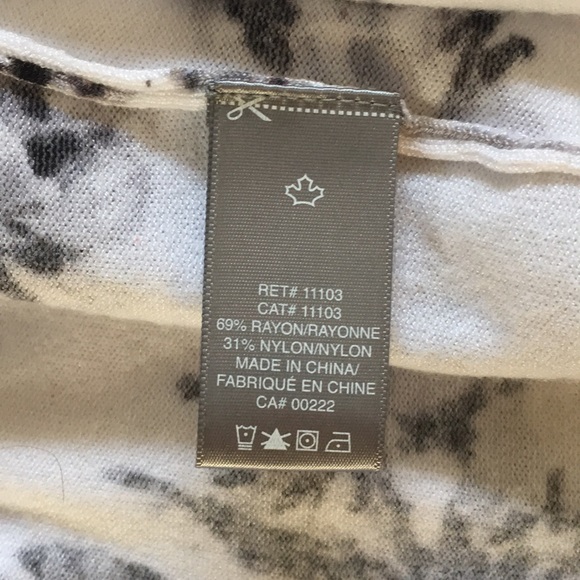 RET# 11103
CAT# 11103
69% RAYON/RAYONNE
31% NYLON/NYLON
MADE IN CHINA/
FABRIQUÉ EN CHINE
CA# 00222